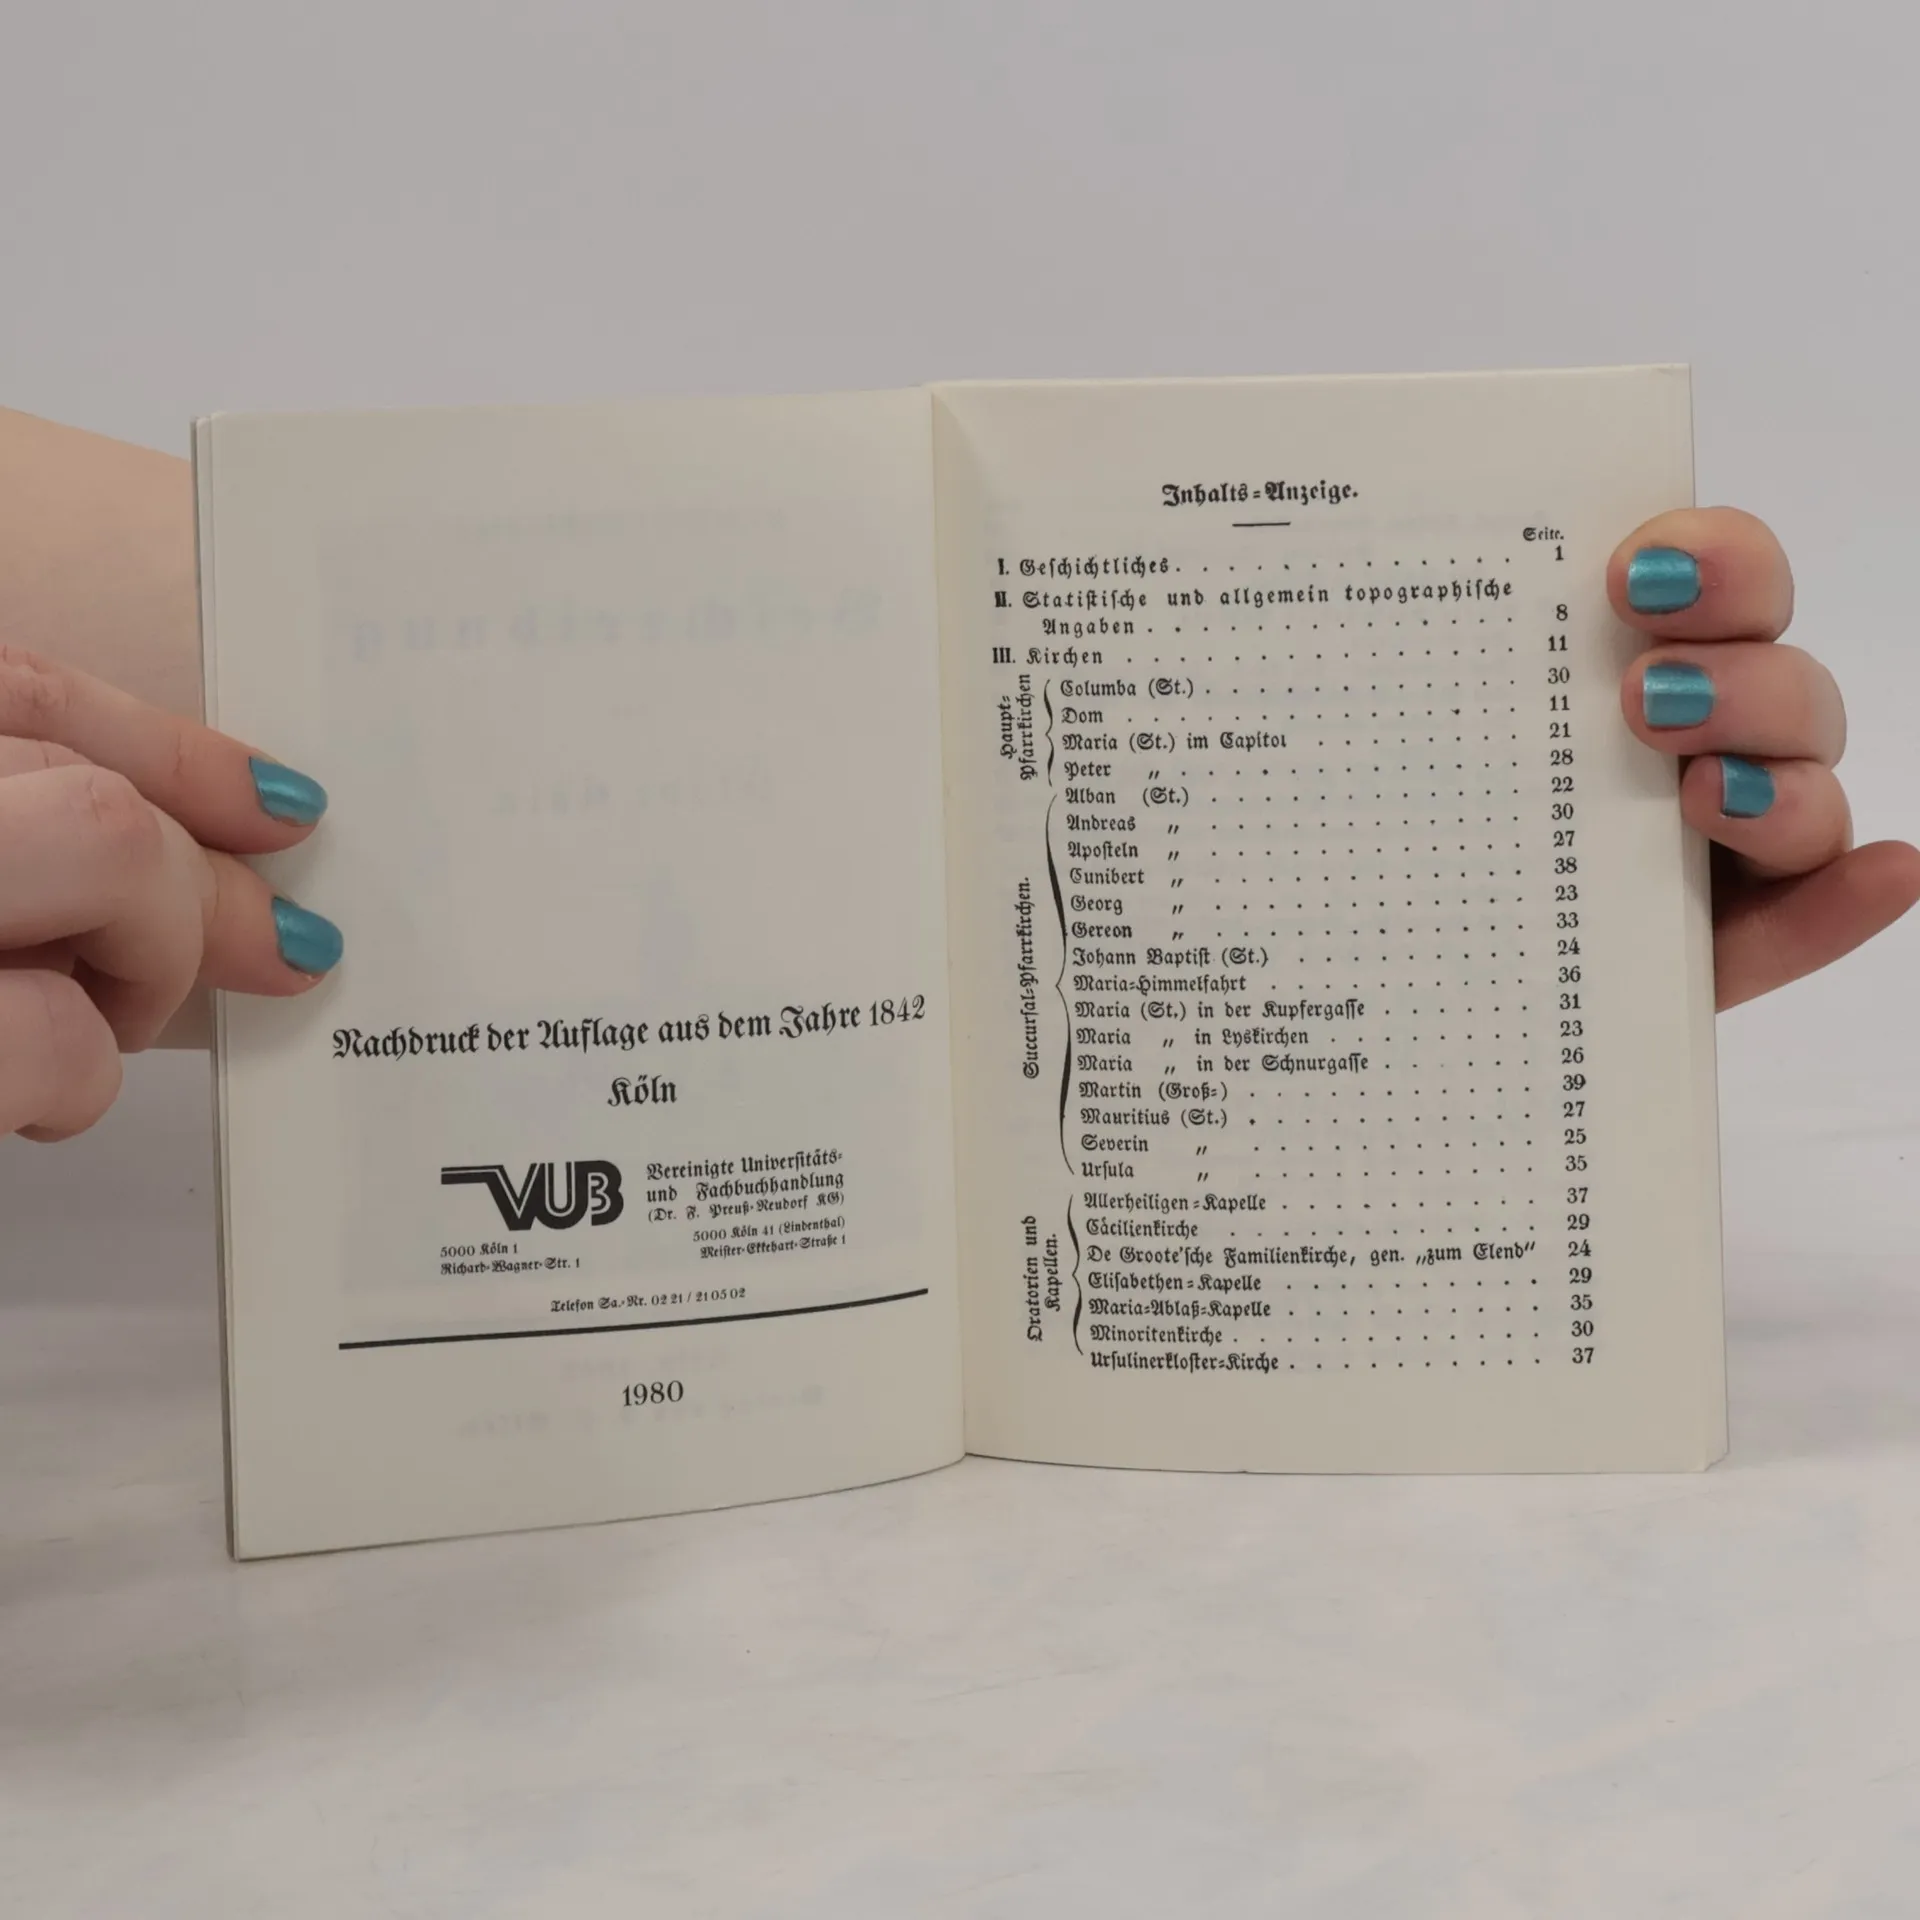 Nachdruck der Auflage aus dem Jahre 1842
Köln
VUB
Vereinigte Universitäts-
und Fachbuchhandlung
(Dr. F. Preuß-Neudorf KG)
5000 Köln 1
Richard-Wagner-Str. 1
5000 Köln 41 (Lindenthal)
Meister-Ekkehart-Straße 1
Telefon Sa.-Nr. 02 21 / 21 05 02
1980
Inhalts-Anzeige.
Seite.
I. Geschichtliches . . . . . . . . . . . . . 1
II. Statistische und allgemein topographische
Angaben . . . . . . . . . . . . . . 8
III. Kirchen . . . . . . . . . . . . . . . 11
Haupt-
Pfarrkirchen
Columba (St.) . . . . . . . . . . . . 30
Dom . . . . . . . . . . . . . . . 11
Maria (St.) im Capitol . . . . . . . . 21
Peter „ . . . . . . . . . . . . . 28
Succursal-Pfarrkirchen.
Alban (St.) . . . . . . . . . . . . 22
Andreas „ . . . . . . . . . . . . 30
Aposteln „ . . . . . . . . . . . . 27
Cunibert „ . . . . . . . . . . . . 38
Georg „ . . . . . . . . . . . . 23
Gereon „ . . . . . . . . . . . . 33
Johann Baptist (St.) . . . . . . . . . 24
Maria-Himmelfahrt . . . . . . . . . . 36
Maria (St.) in der Kupfergasse . . . . . . 31
Maria „ in Lyskirchen . . . . . . . . 23
Maria „ in der Schnurgasse . . . . . . 26
Martin (Groß-) . . . . . . . . . . . 39
Mauritius (St.) . . . . . . . . . . . 27
Severin „ . . . . . . . . . . . 25
Ursula „ . . . . . . . . . . . 35
Oratorien und
Kapellen.
Allerheiligen-Kapelle . . . . . . . . . . 37
Cäcilienkirche . . . . . . . . . . . . 29
De Groote'sche Familienkirche, gen. „zum Elend“ 24
Elisabethen-Kapelle . . . . . . . . . . 29
Maria-Ablaß-Kapelle . . . . . . . . . . 35
Minoritenkirche . . . . . . . . . . . . 30
Ursulinerkloster-Kirche . . . . . . . . . . 37